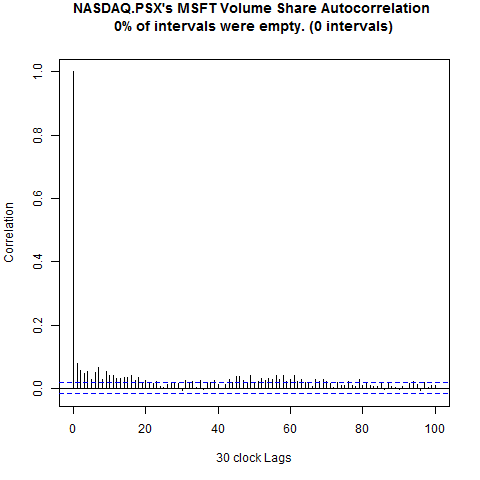 NASDAQ.PSX's MSFT Volume Share Autocorrelation
0% of intervals were empty. (0 intervals)
1.0
0.8
0.6
0.4
0.2
0.0
Correlation
0 20 40 60 80 100
30 clock Lags